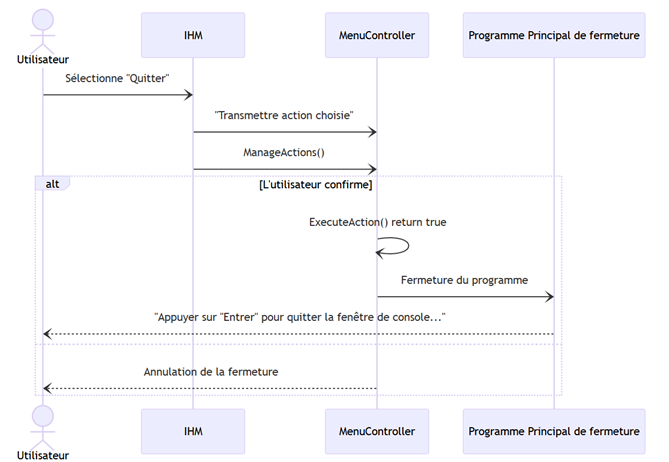 Utilisateur
IHM
MenuController
Programme Principal de fermeture
Sélectionne "Quitter"
"Transmettre action choisie"
ManageActions()
alt
[L'utilisateur confirme]
ExecuteAction() return true
Fermeture du programme
"Appuyer sur "Entrer" pour quitter la fenêtre de console..."
Annulation de la fermeture
Utilisateur
IHM
MenuController
Programme Principal de fermeture